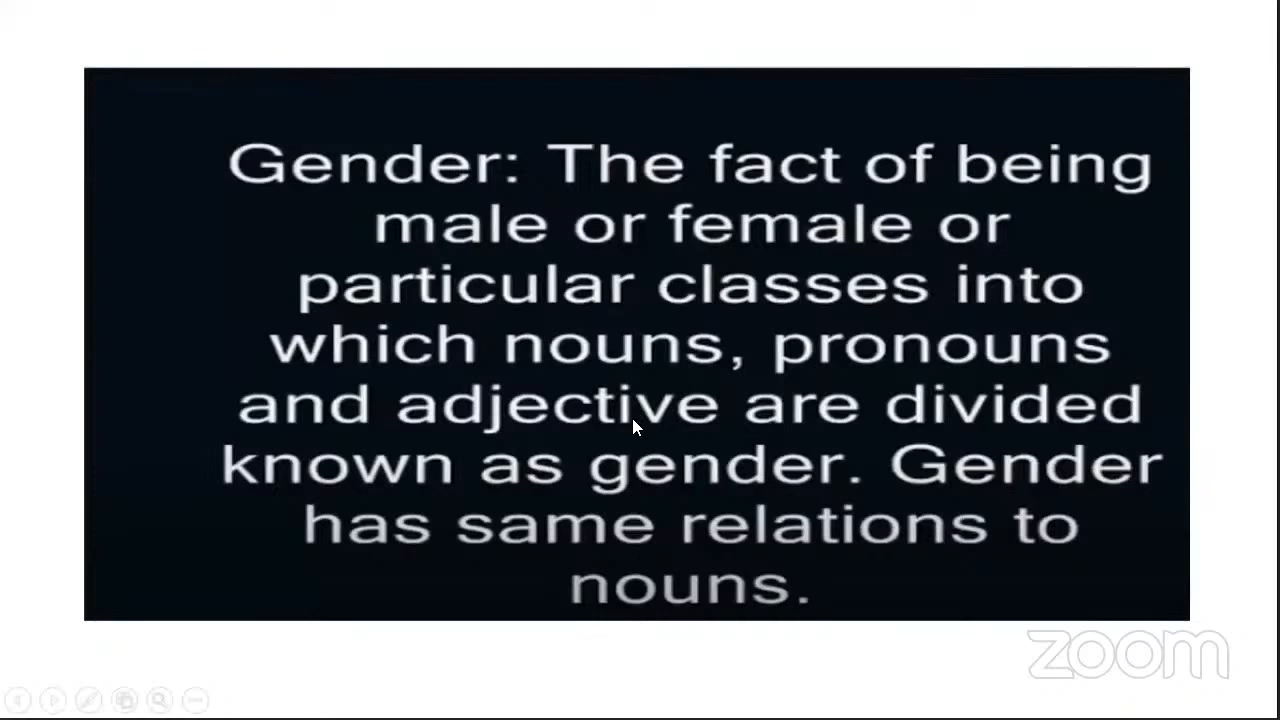 Gender: The fact of being
male or female or
particular classes into
which nouns, pronouns
and adjective are divided
known as gender. Gender
has same relations to
nouns.
zoom